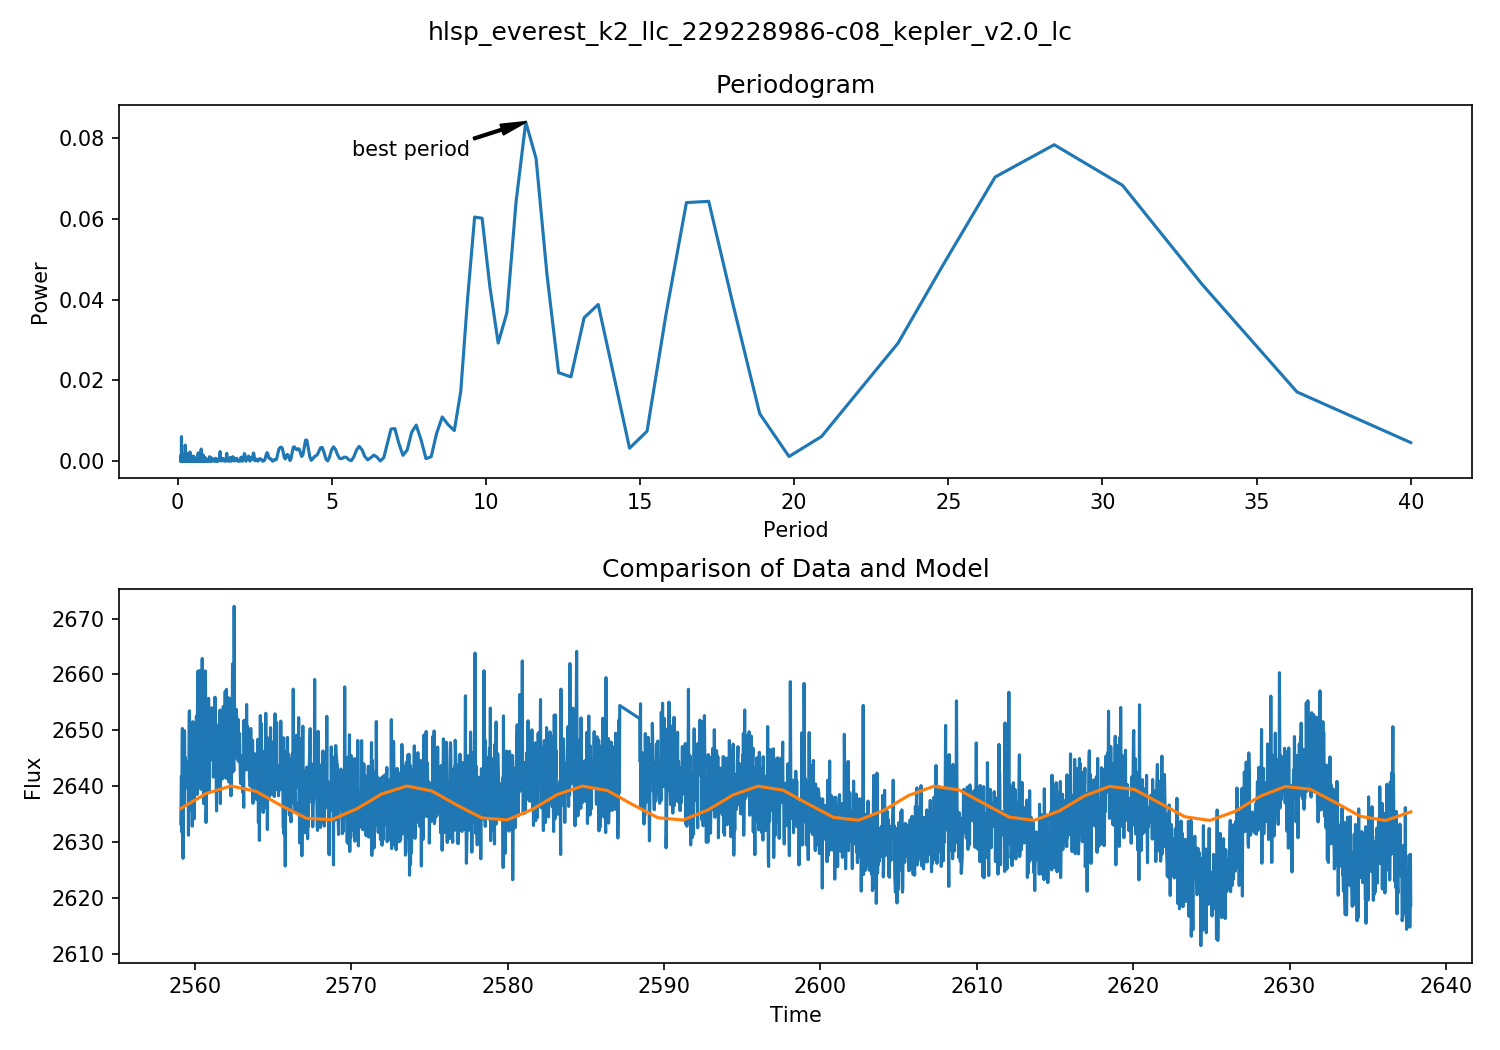 hlsp_everest_k2_llc_229228986-c08_kepler_v2.0_lc
Periodogram
best period
Power
0.08
0.06
0.04
0.02
0.00
0 5 10 15 20 25 30 35 40
Period
Comparison of Data and Model
Flux
2670
2660
2650
2640
2630
2620
2610
2560 2570 2580 2590 2600 2610 2620 2630 2640
Time